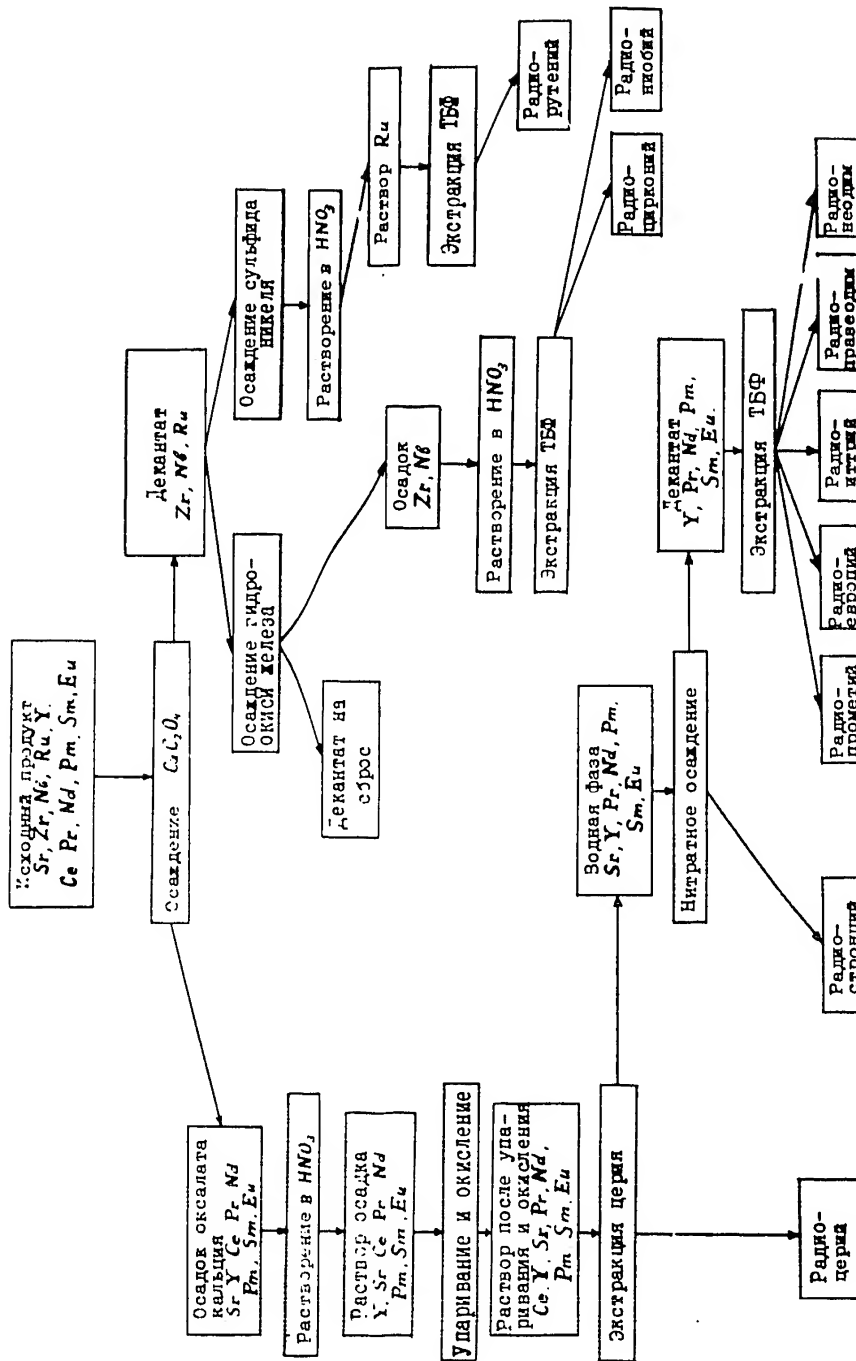 Исходный продукт
Sr, Zr, Nb, Ru, Y.
Ce Pr, Nd, Pm, Sm, Eu
Осаждение CaC₂O₄
Осадок оксалата
кальция
Sr Y Ce Pr Nd
Pm, Sm, Eu
Растворение в HNO₃
Раствор осадка
Y, Sr Ce Pr Nd
Pm, Sm, Eu
Упаривание и окисление
Раствор после упа-
ривания и окисления
Ce, Y, Sr, Pr, Nd,
Pm Sm, Eu
Экстракция церия
Радио-
церий
Декантат
Zr, Nb, Ru
Осаждение гидро-
окиси железа
Декантат на
сброс
Осадок
Zr, Nb
Растворение в HNO₃
Экстракция ТБФ
Радио-
цирконий
Радио-
ниобий
Осаждение сульфида
никеля
Растворение в HNO₃
Раствор Ru
Экстракция ТБФ
Радио-
рутений
Водная фаза
Sr, Y, Pr, Nd, Pm,
Sm, Eu
Нитратное осаждение
Радио-
стронций
Декантат
Y, Pr, Nd, Pm,
Sm, Eu.
Экстракция ТБФ
Радио-
прометий
Радио-
европий
Радио-
иттрий
Радио-
празеодим
Радио-
неодим